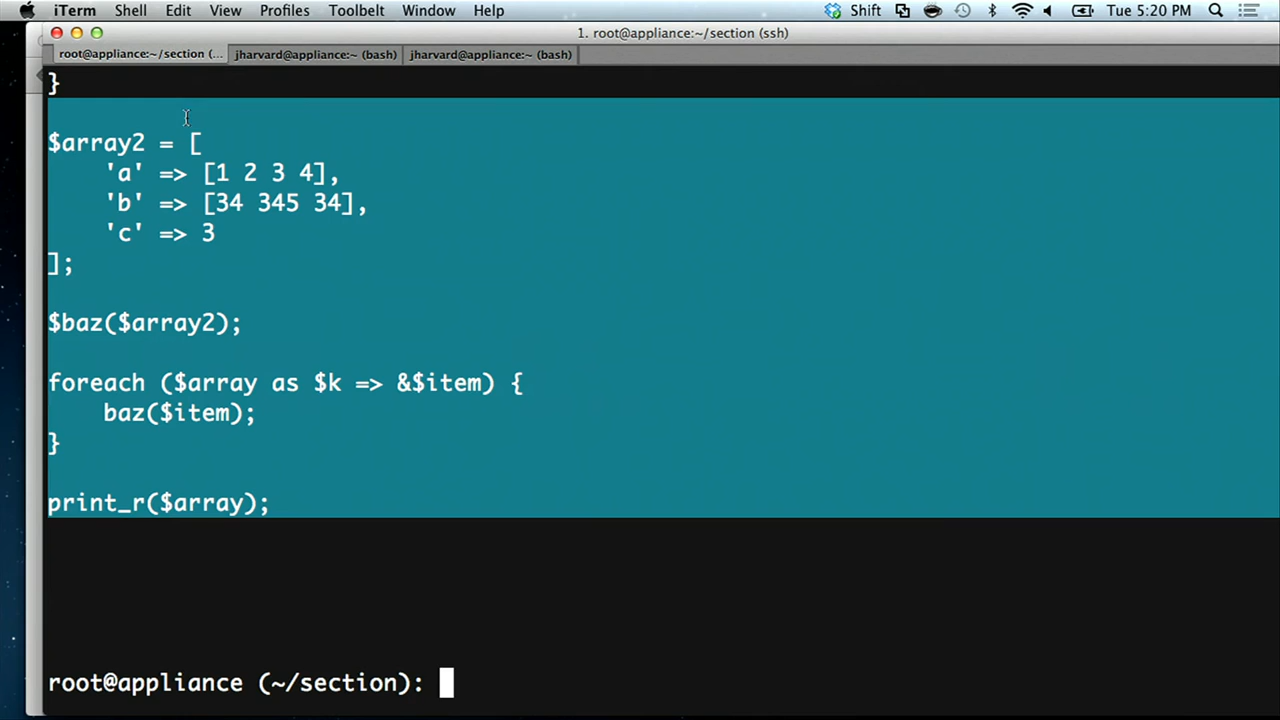 iTerm Shell Edit View Profiles Toolbelt Window Help Shift Tue 5:20 PM
1. root@appliance:~/section (ssh)
root@appliance:~/section (... jharvard@appliance:~ (bash) jharvard@appliance:~ (bash)
}
$array2 = [
'a' => [1 2 3 4],
'b' => [34 345 34],
'c' => 3
];
$baz($array2);
foreach ($array as $k => &$item) {
baz($item);
}
print_r($array);
root@appliance (~/section):